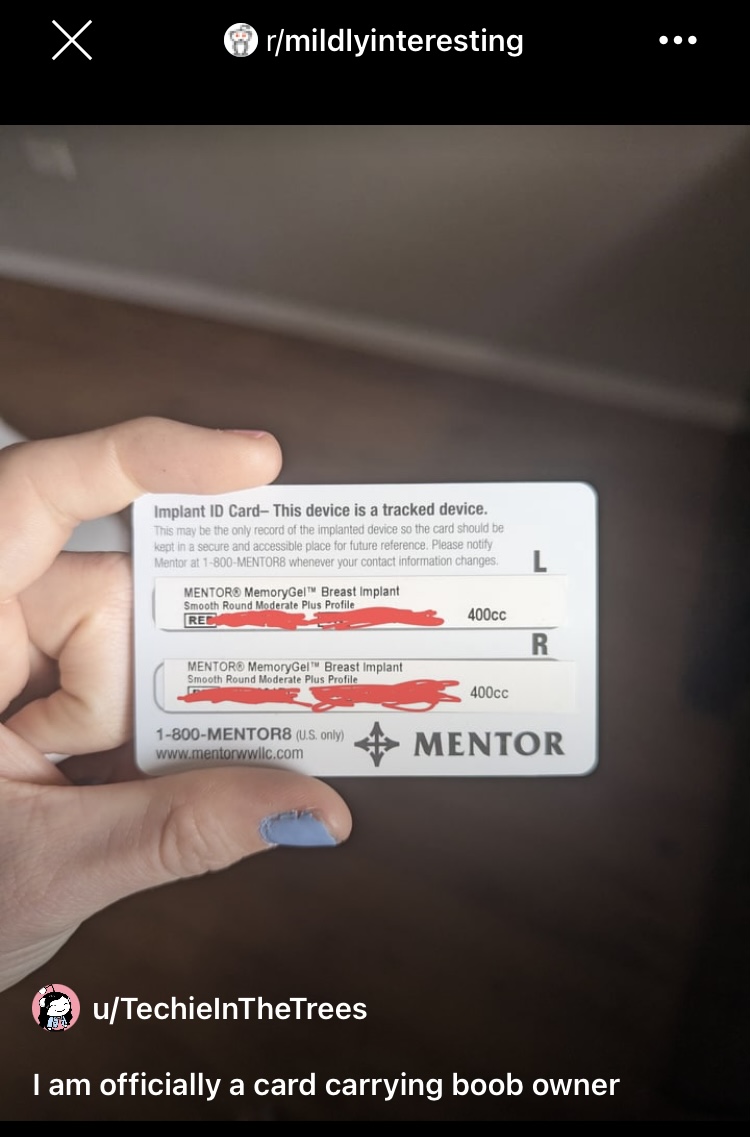 r/mildlyinteresting
Implant ID Card– This device is a tracked device.
This may be the only record of the implanted device so the card should be
kept in a secure and accessible place for future reference. Please notify
Mentor at 1-800-MENTOR8 whenever your contact information changes.
L
MENTOR® MemoryGel™ Breast Implant
Smooth Round Moderate Plus Profile
REF
400cc
R
MENTOR® MemoryGel™ Breast Implant
Smooth Round Moderate Plus Profile
400cc
1-800-MENTOR8 (U.S. only)
www.mentorwwllc.com
MENTOR
u/TechieInTheTrees
I am officially a card carrying boob owner